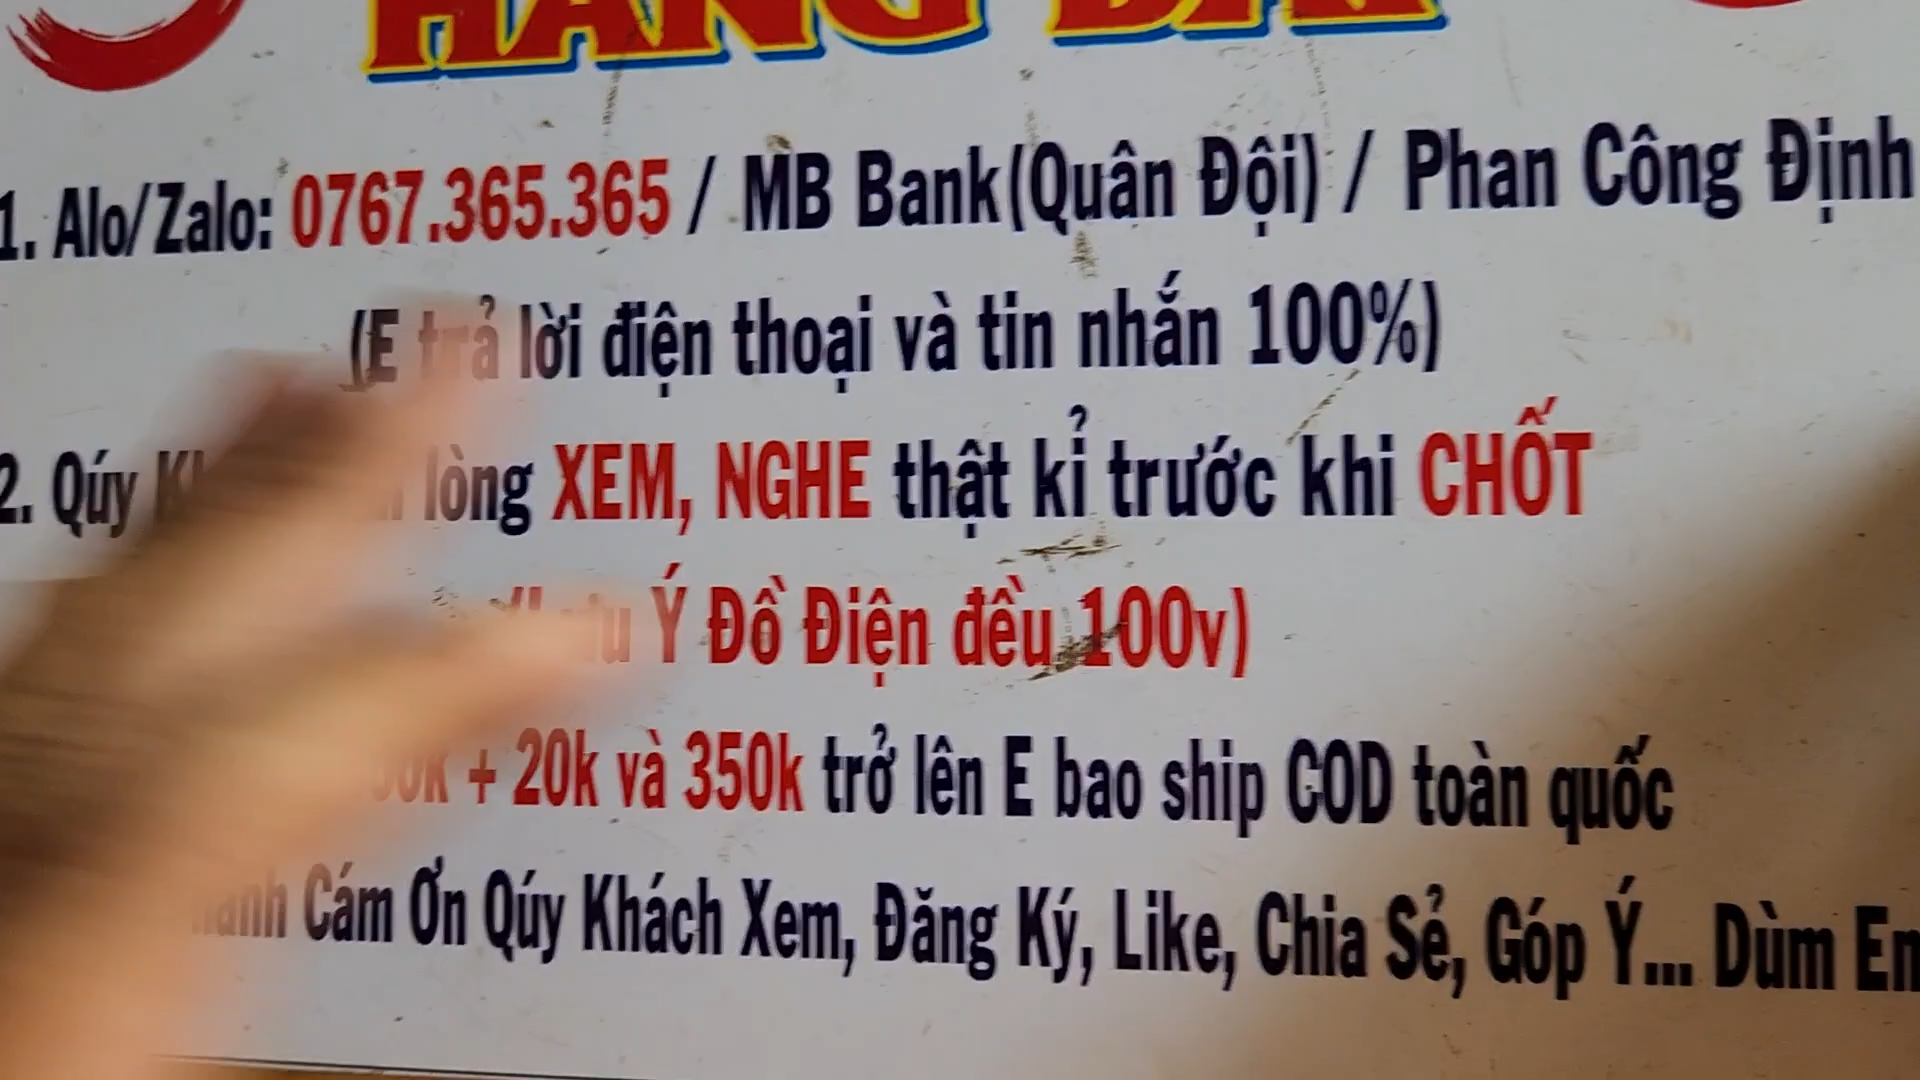 HÀNG BÃI
1. Alo/Zalo: 0767.365.365 / MB Bank(Quân Đội) / Phan Công Định
(E trả lời điện thoại và tin nhắn 100%)
2. Qúy lòng XEM, NGHE thật kỉ trước khi CHỐT
Ý Đồ Điện đều 100v)
+ 20k và 350k trở lên E bao ship COD toàn quốc
Cám Ơn Qúy Khách Xem, Đăng Ký, Like, Chia Sẻ, Góp Ý... Dùm Em